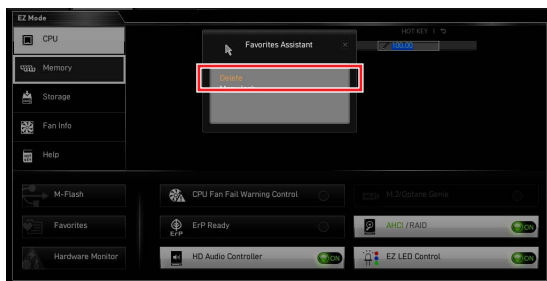 EZ Mode
HOT KEY | ↶
CPU
Favorites Assistant
100.00
Memory
Delete
Storage
Fan Info
Help
M-Flash
CPU Fan Fail Warning Control
M.2/Optane Genie
Favorites
ErP
ErP Ready
AHCI /RAID
ON
Hardware Monitor
HD Audio Controller
ON
EZ LED Control
ON